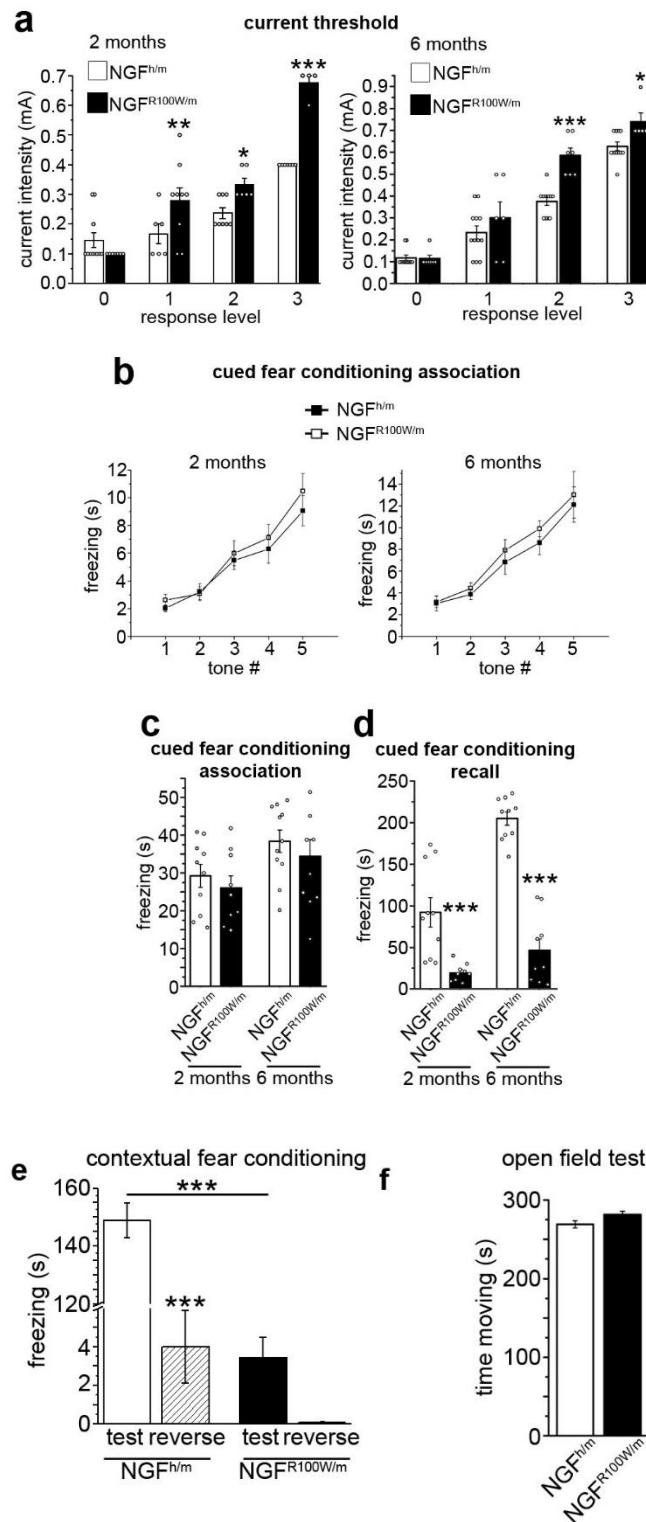 a
current threshold
2 months
NGFh/m
NGFR100W/m
0.7
0.6
0.5
0.4
0.3
0.2
0.1
0.0
current intensity (mA)
** * ***
0 1 2 3
response level
6 months
NGFh/m
NGFR100W/m
1.0
0.9
0.8
0.7
0.6
0.5
0.4
0.3
0.2
0.1
0.0
current intensity (mA)
*** *
0 1 2 3
response level
b
cued fear conditioning association
NGFh/m
NGFR100W/m
2 months
12
10
8
6
4
2
0
freezing (s)
1 2 3 4 5
tone #
6 months
14
12
10
8
6
4
2
0
freezing (s)
1 2 3 4 5
tone #
c
cued fear conditioning
association
50
40
30
20
10
0
freezing (s)
NGFh/m
NGFR100W/m
NGFh/m
NGFR100W/m
2 months 6 months
d
cued fear conditioning
recall
250
200
150
100
50
0
freezing (s)
*** ***
NGFh/m
NGFR100W/m
NGFh/m
NGFR100W/m
2 months 6 months
e
contextual fear conditioning
160
140
120
4
2
0
freezing (s)
***
***
test reverse test reverse
NGFh/m NGFR100W/m
f
open field test
300
250
150
75
0
time moving (s)
NGFh/m
NGFR100W/m